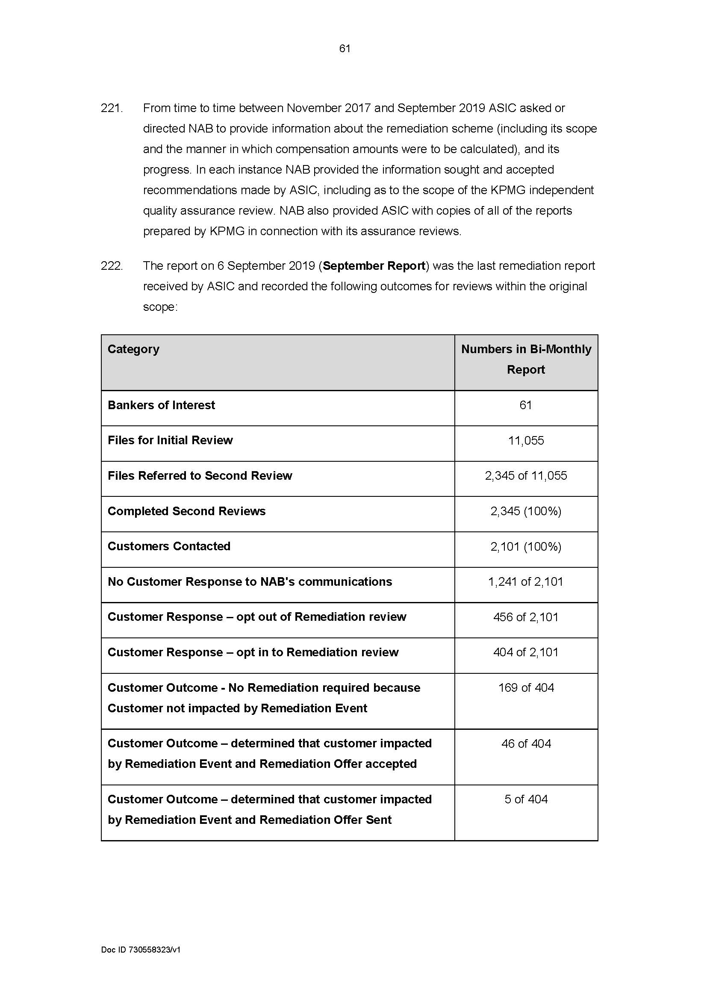 61
221. From time to time between November 2017 and September 2019 ASIC asked or
directed NAB to provide information about the remediation scheme (including its scope
and the manner in which compensation amounts were to be calculated), and its
progress. In each instance NAB provided the information sought and accepted
recommendations made by ASIC, including as to the scope of the KPMG independent
quality assurance review. NAB also provided ASIC with copies of all of the reports
prepared by KPMG in connection with its assurance reviews.
222. The report on 6 September 2019 (September Report) was the last remediation report
received by ASIC and recorded the following outcomes for reviews within the original
scope:
Category Numbers in Bi-Monthly
Report
Bankers of Interest 61
Files for Initial Review 11,055
Files Referred to Second Review 2,345 of 11,055
Completed Second Reviews 2,345 (100%)
Customers Contacted 2,101 (100%)
No Customer Response to NAB's communications 1,241 of 2,101
Customer Response – opt out of Remediation review 456 of 2,101
Customer Response – opt in to Remediation review 404 of 2,101
Customer Outcome - No Remediation required because 169 of 404
Customer not impacted by Remediation Event
Customer Outcome – determined that customer impacted 46 of 404
by Remediation Event and Remediation Offer accepted
Customer Outcome – determined that customer impacted 5 of 404
by Remediation Event and Remediation Offer Sent
Doc ID 730558323/v1